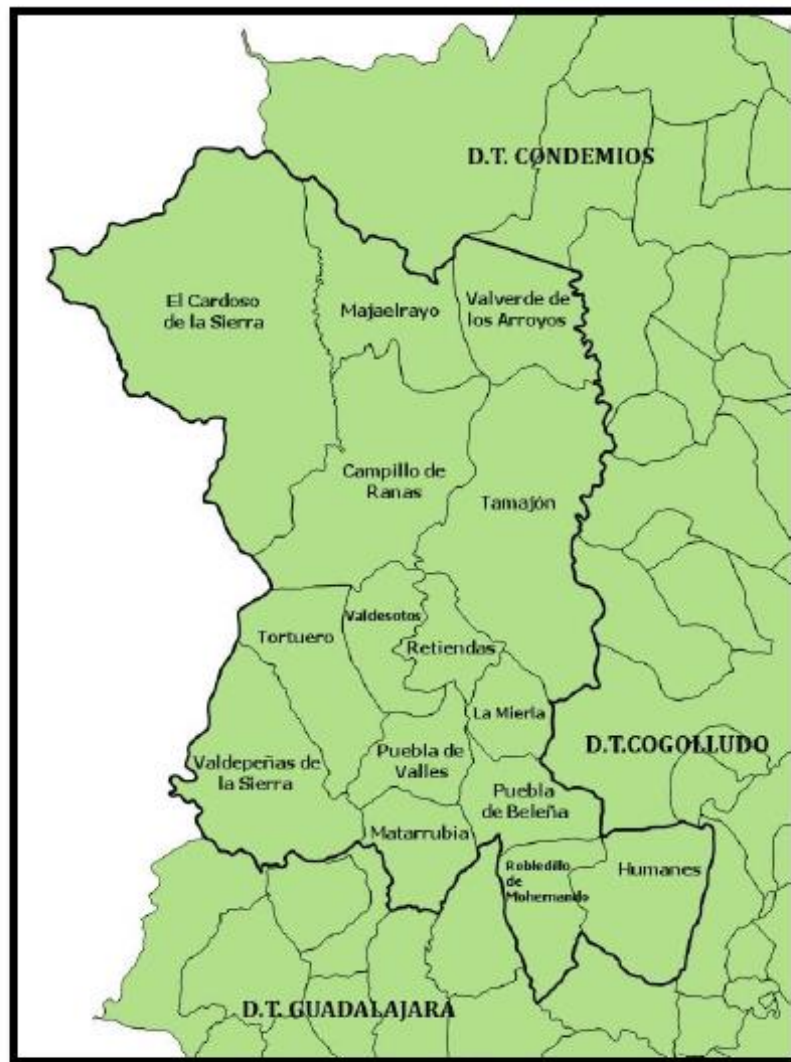 D.T. CONDEMIOS
El Cardoso
de la Sierra
Majaelrayo
Valverde de
los Arroyos
Campillo de
Ranas
Tamajón
Valdesotos
Tortuero
Retiendas
La Mierla
D.T.COGOLLUDO
Valdepeñas de
la Sierra
Puebla de
Valles
Puebla
de Beleña
Matarrubia
Robledillo
de
Mohernando
Humanes
D.T. GUADALAJARA